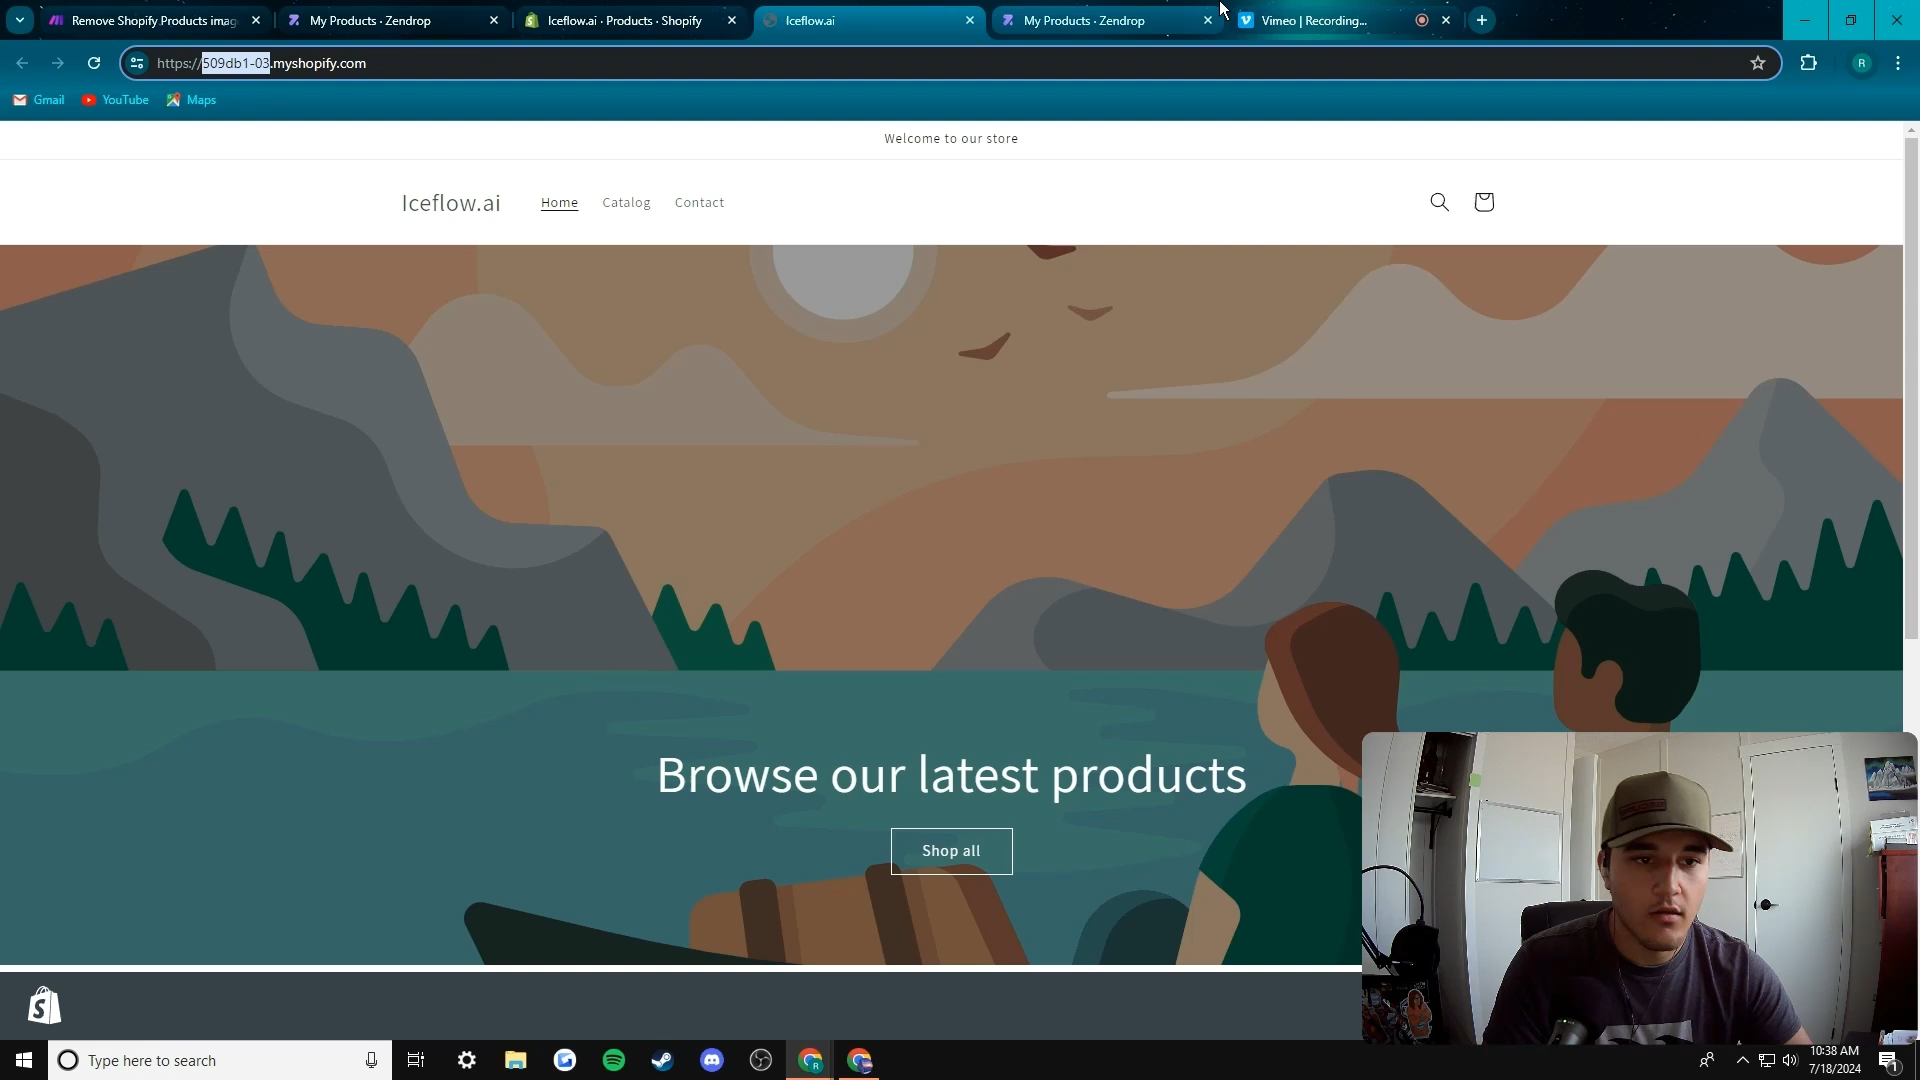 Remove Shopify Products imag
My Products · Zendrop
Iceflow.ai · Products · Shopify
Iceflow.ai
My Products · Zendrop
Vimeo | Recording...
https://509db1-03.myshopify.com
R
Gmail
YouTube
Maps
Welcome to our store
Iceflow.ai
Home
Catalog
Contact
Browse our latest products
Shop all
Type here to search
10:38 AM
7/18/2024
1